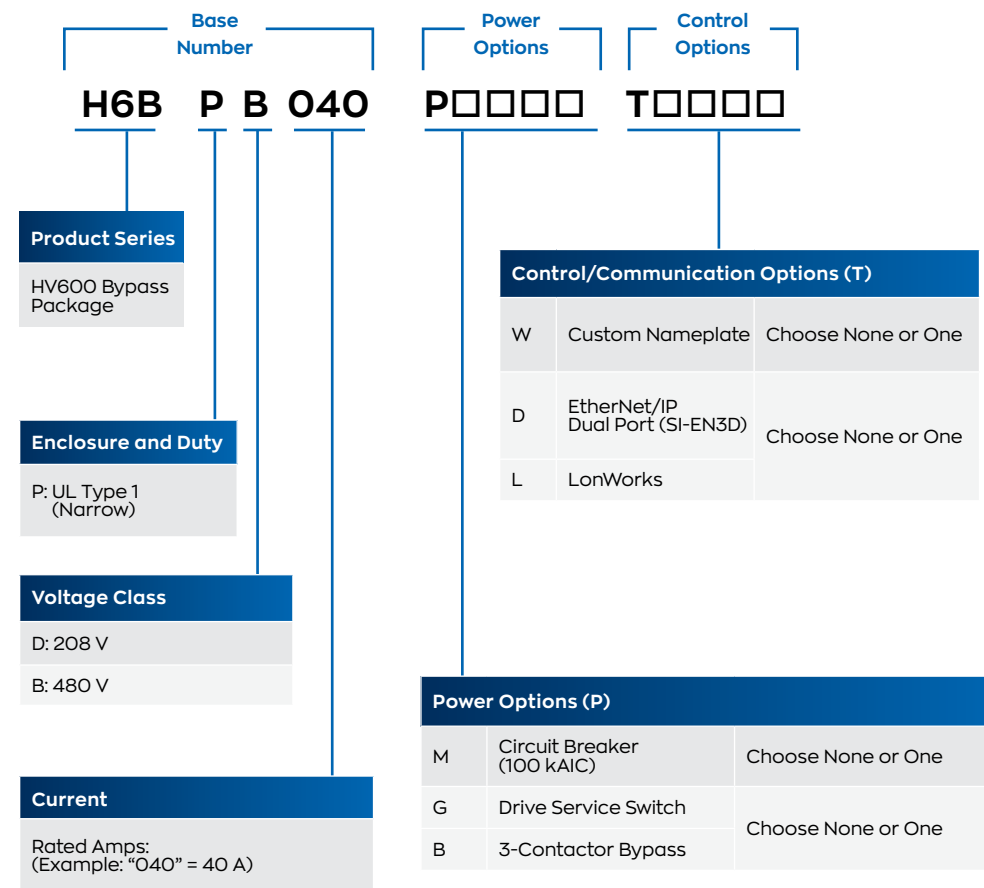 Base
Number
Power
Options
Control
Options
H6B P B 040 P□□□□ T□□□□
Product Series
HV600 Bypass
Package
Enclosure and Duty
P: UL Type 1
(Narrow)
Voltage Class
D: 208 V
B: 480 V
Current
Rated Amps:
(Example: “040” = 40 A)
Control/Communication Options (T)
W Custom Nameplate Choose None or One
D EtherNet/IP
Dual Port (SI-EN3D)
Choose None or One
L LonWorks
Power Options (P)
M Circuit Breaker
(100 kAIC)
Choose None or One
G Drive Service Switch
Choose None or One
B 3-Contactor Bypass